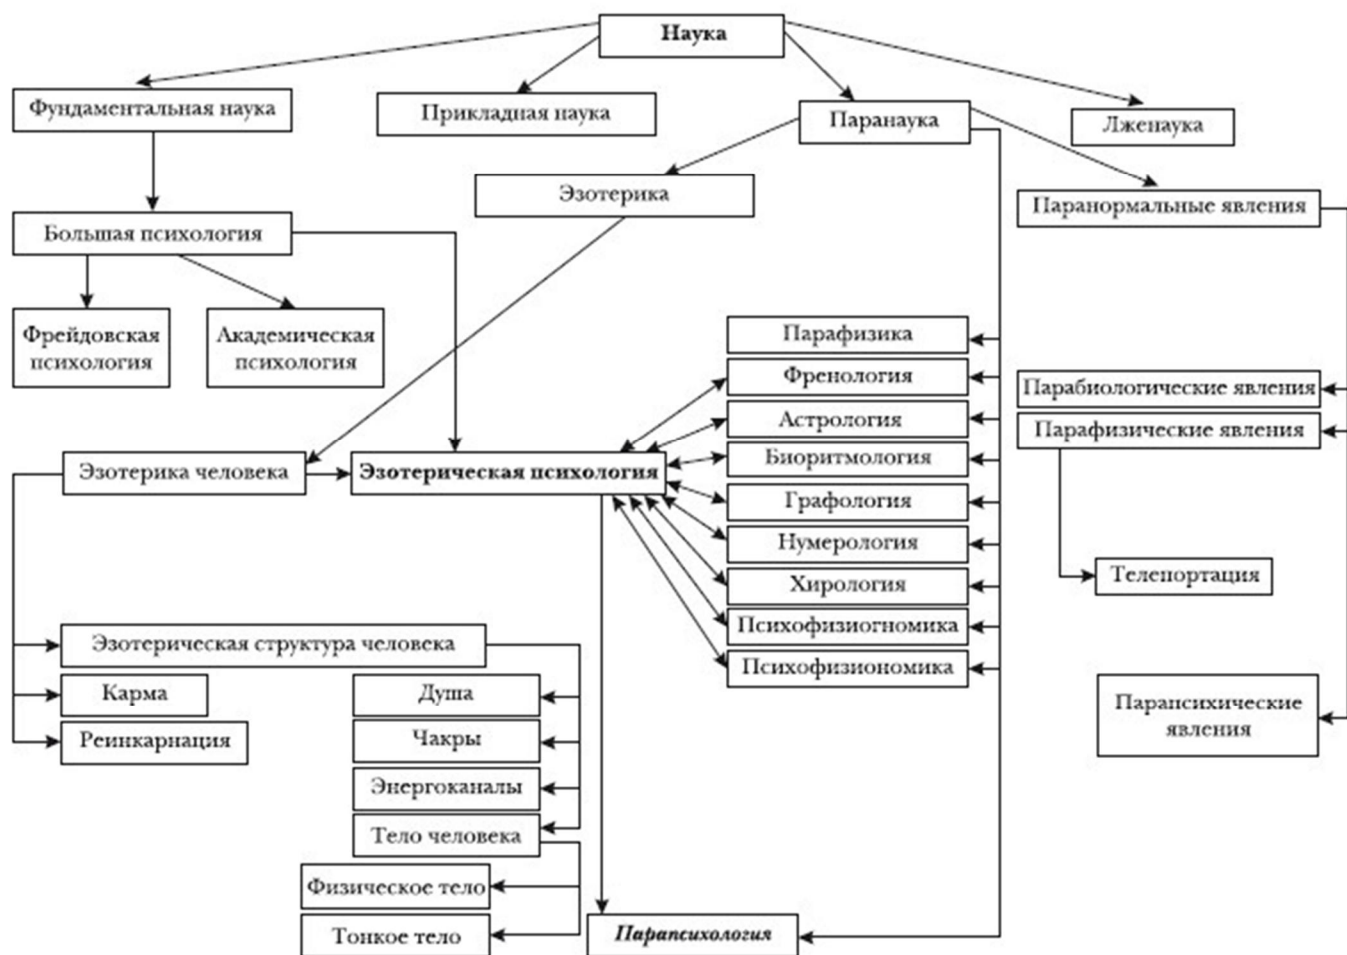 Наука
Фундаментальная наука
Прикладная наука
Паранаука
Лженаука
Эзотерика
Паранормальные явления
Большая психология
Фрейдовская
психология
Академическая
психология
Парафизика
Френология
Астрология
Биоритмология
Графология
Нумерология
Хирология
Психофизиогномика
Психофизиономика
Парабиологические явления
Парафизические явления
Эзотерика человека
Эзотерическая психология
Телепортация
Эзотерическая структура человека
Карма
Реинкарнация
Душа
Чакры
Энергоканалы
Тело человека
Физическое тело
Тонкое тело
Парапсихические
явления
Парапсихология